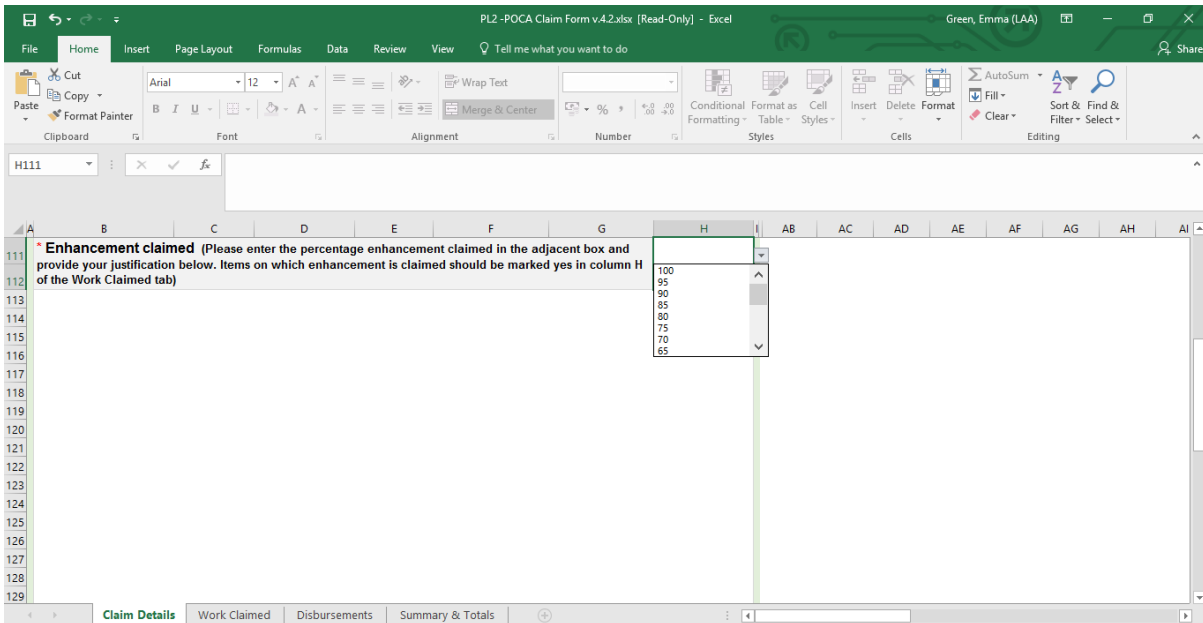 PL2 -POCA Claim Form v.4.2.xlsx [Read-Only] - Excel
Green, Emma (LAA)
File Home Insert Page Layout Formulas Data Review View Tell me what you want to do Share
Paste
Cut
Copy
Format Painter
Clipboard
Arial 12
B I U
Font
Wrap Text
Merge & Center
Alignment
% ,
Number
Conditional Formatting
Format as Table
Cell Styles
Styles
Insert Delete Format
Cells
AutoSum
Fill
Clear
Sort & Filter
Find & Select
Editing
H111 fx
A B C D E F G H I AB AC AD AE AF AG AH AI
111
112
113
114
115
116
117
118
119
120
121
122
123
124
125
126
127
128
129
* Enhancement claimed (Please enter the percentage enhancement claimed in the adjacent box and
provide your justification below. Items on which enhancement is claimed should be marked yes in column H
of the Work Claimed tab)
100
95
90
85
80
75
70
65
Claim Details Work Claimed Disbursements Summary & Totals